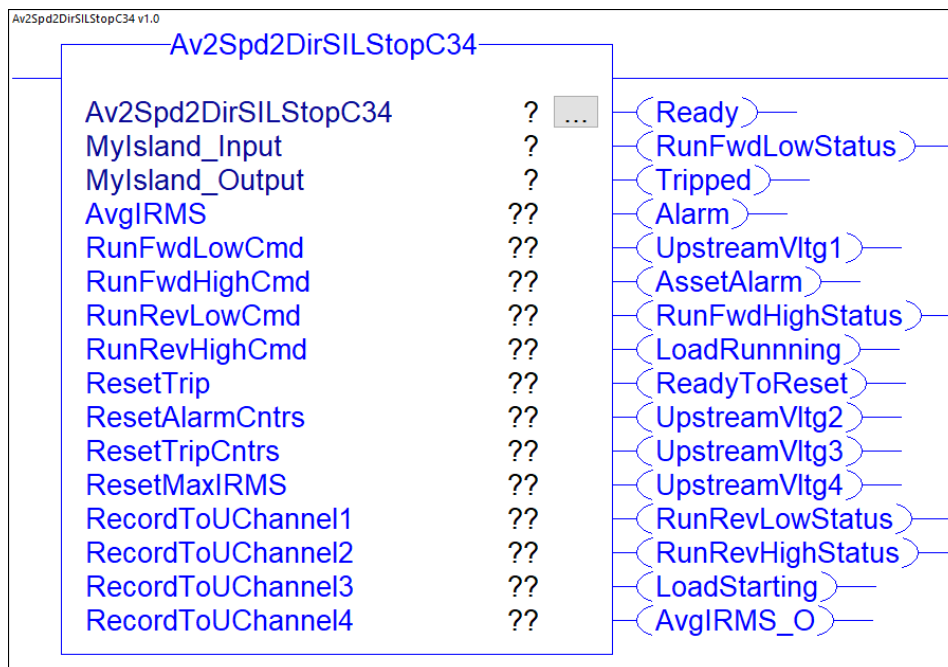 Av2Spd2DirSILStopC34 v1.0
Av2Spd2DirSILStopC34
Av2Spd2DirSILStopC34 ? ... Ready
MyIsland_Input ? RunFwdLowStatus
MyIsland_Output ? Tripped
AvgIRMS ?? Alarm
RunFwdLowCmd ?? UpstreamVltg1
RunFwdHighCmd ?? AssetAlarm
RunRevLowCmd ?? RunFwdHighStatus
RunRevHighCmd ?? LoadRunnning
ResetTrip ?? ReadyToReset
ResetAlarmCntrs ?? UpstreamVltg2
ResetTripCntrs ?? UpstreamVltg3
ResetMaxIRMS ?? UpstreamVltg4
RecordToUChannel1 ?? RunRevLowStatus
RecordToUChannel2 ?? RunRevHighStatus
RecordToUChannel3 ?? LoadStarting
RecordToUChannel4 ?? AvgIRMS_O